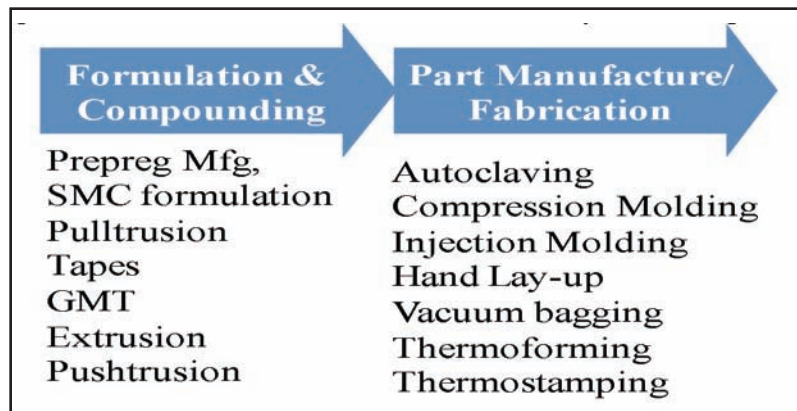 Formulation &
Compounding
Prepreg Mfg,
SMC formulation
Pulltrusion
Tapes
GMT
Extrusion
Pushtrusion
Part Manufacture/
Fabrication
Autoclaving
Compression Molding
Injection Molding
Hand Lay-up
Vacuum bagging
Thermoforming
Thermostamping